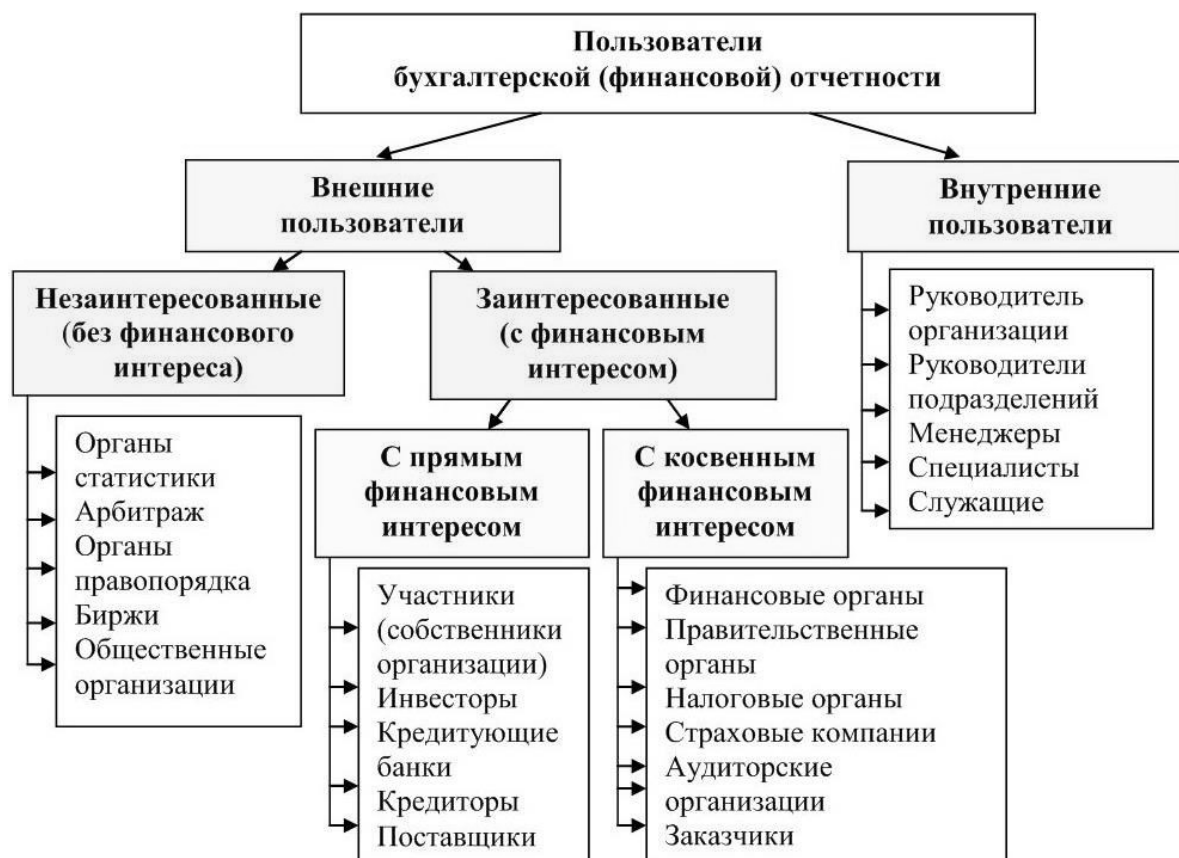 Пользователи
бухгалтерской (финансовой) отчетности
Внешние
пользователи
Внутренние
пользователи
Незаинтересованные
(без финансового
интереса)
Заинтересованные
(с финансовым
интересом)
Руководитель
организации
Руководители
подразделений
Менеджеры
Специалисты
Служащие
Органы
статистики
Арбитраж
Органы
правопорядка
Биржи
Общественные
организации
С прямым
финансовым
интересом
С косвенным
финансовым
интересом
Участники
(собственники
организации)
Инвесторы
Кредитующие
банки
Кредиторы
Поставщики
Финансовые органы
Правительственные
органы
Налоговые органы
Страховые компании
Аудиторские
организации
Заказчики